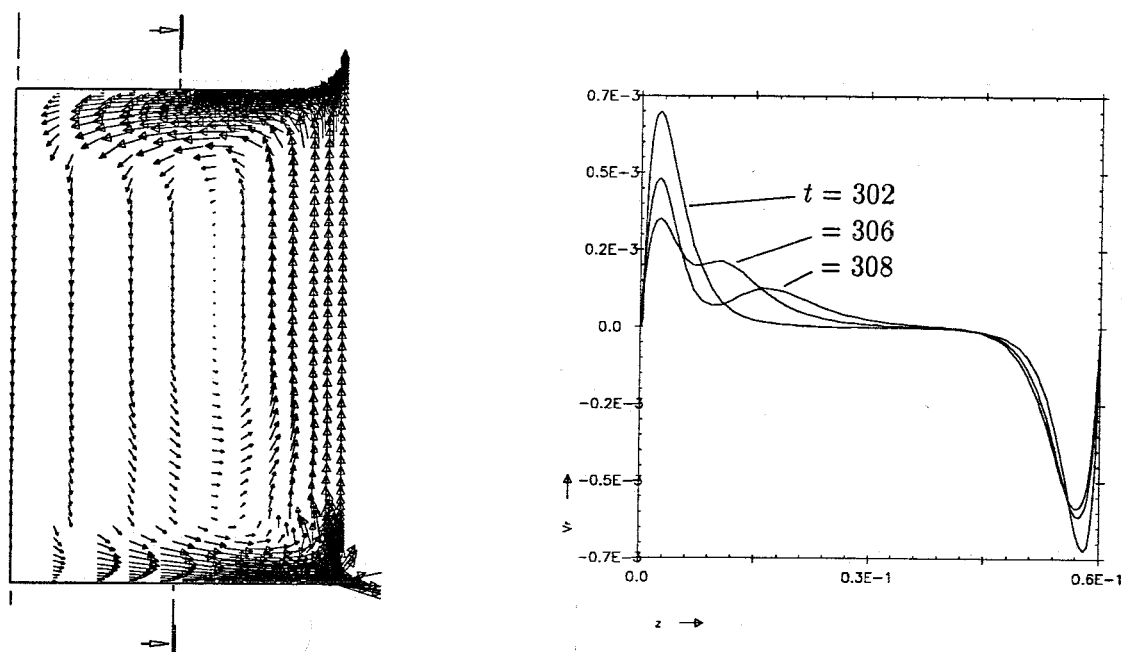 0.7E-3
0.5E-3
0.2E-3
0.0
-0.2E-3
-0.5E-3
-0.7E-3
t = 302
= 306
= 308
0.0
0.3E-1
0.6E-1
Vr
z